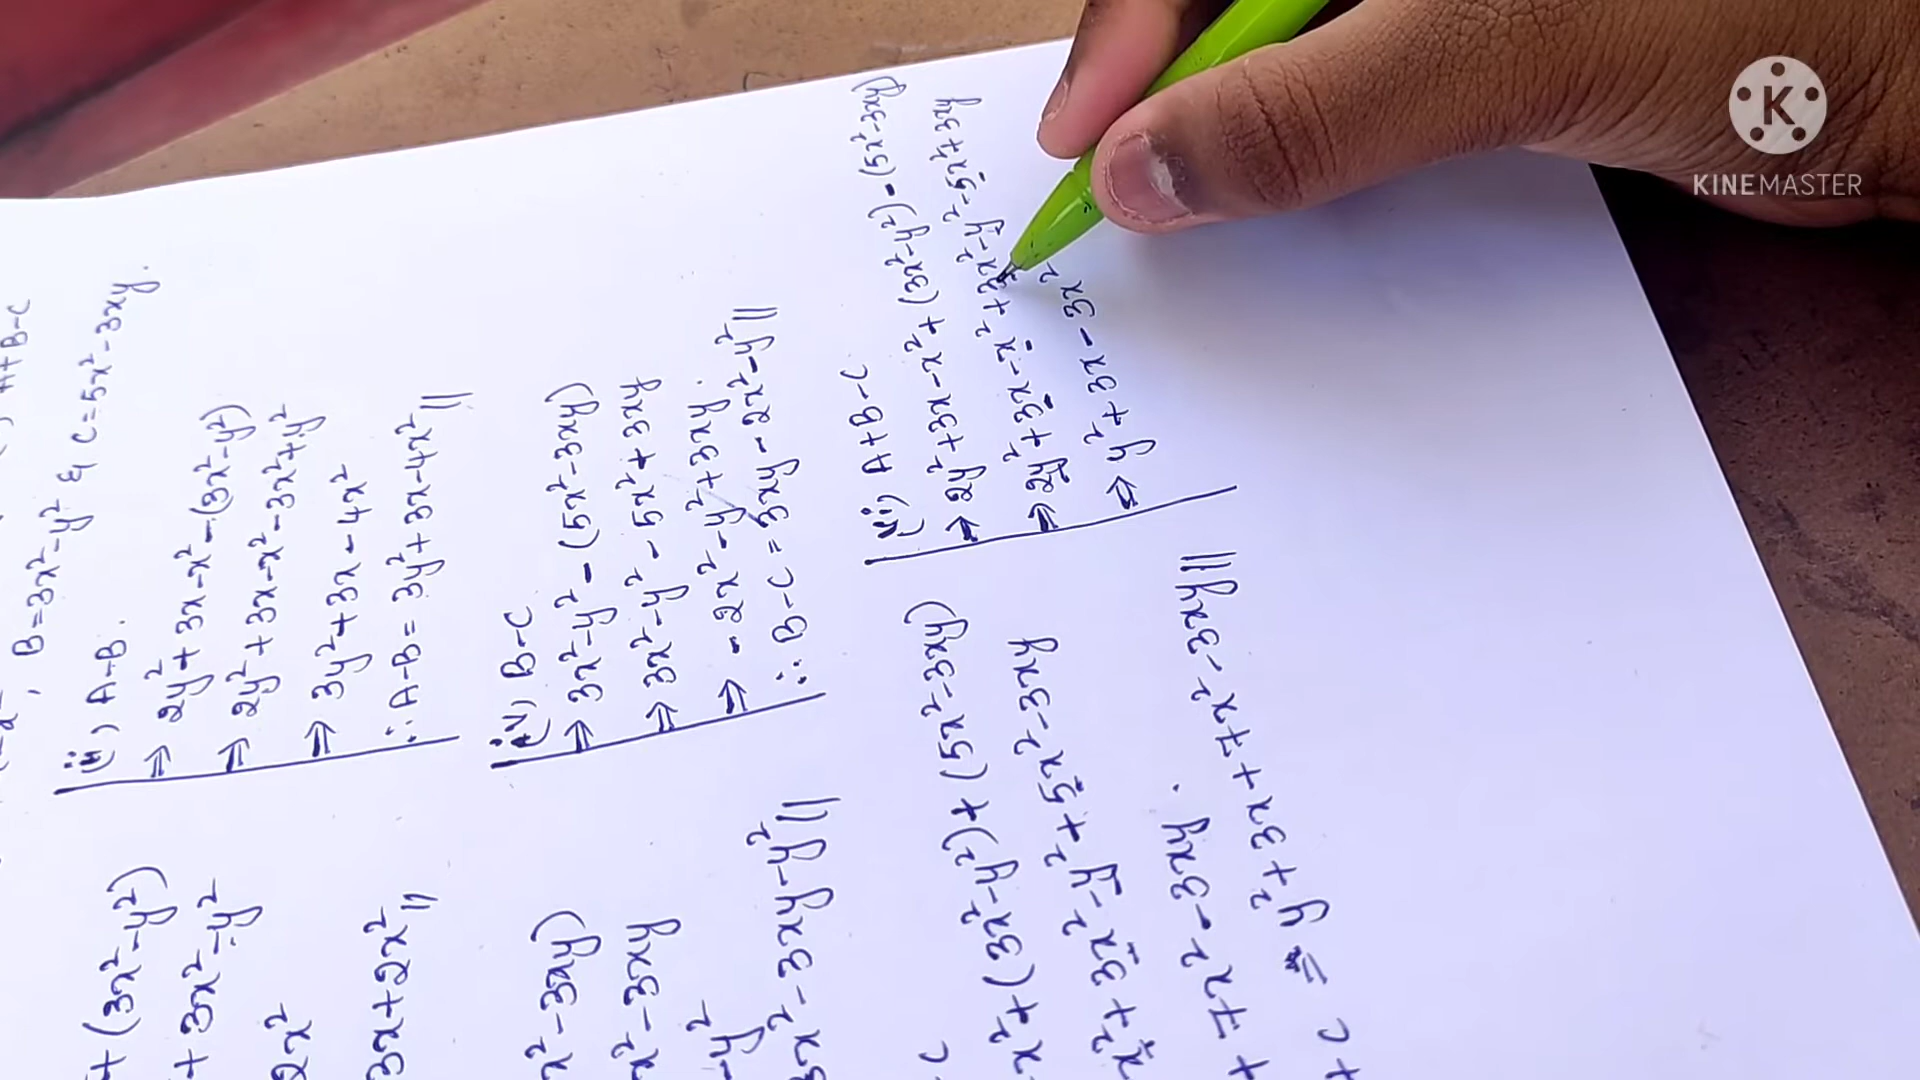 A+B-C
, B=3x²-y² & C=5x²-3xy.
(ii) A-B.
⇒ 2y²+3x-x²-(3x²-y²)
⇒ 2y²+3x-x²-3x²+y²
⇒ 3y²+3x-4x²
∴ A-B = 3y²+3x-4x² ||
(iv) B-C
⇒ 3x²-y²-(5x²-3xy)
⇒ 3x²-y²-5x²+3xy
⇒ -2x²-y²+3xy.
∴ B-C = 3xy-2x²-y² ||
A+B-C
⇒ 2y²+3x-x²+(3x²-y²)-(5x²-3xy)
⇒ 2y²+3x-x²+3x²-y²-5x²+3xy
⇒ y²+3x-3x²
+(3x²-y²)
+3x²-y²
2x²
3x+2x² ||
x²-3xy)
x²-3xy
-y²
x²-3xy-y² ||
C
-x²+(3x²-y²)+(5x²-3xy)
x²+3x²-y²+5x²-3xy
+7x²-3xy.
+C = y²+3x+7x²-3xy ||
K
KINEMASTER